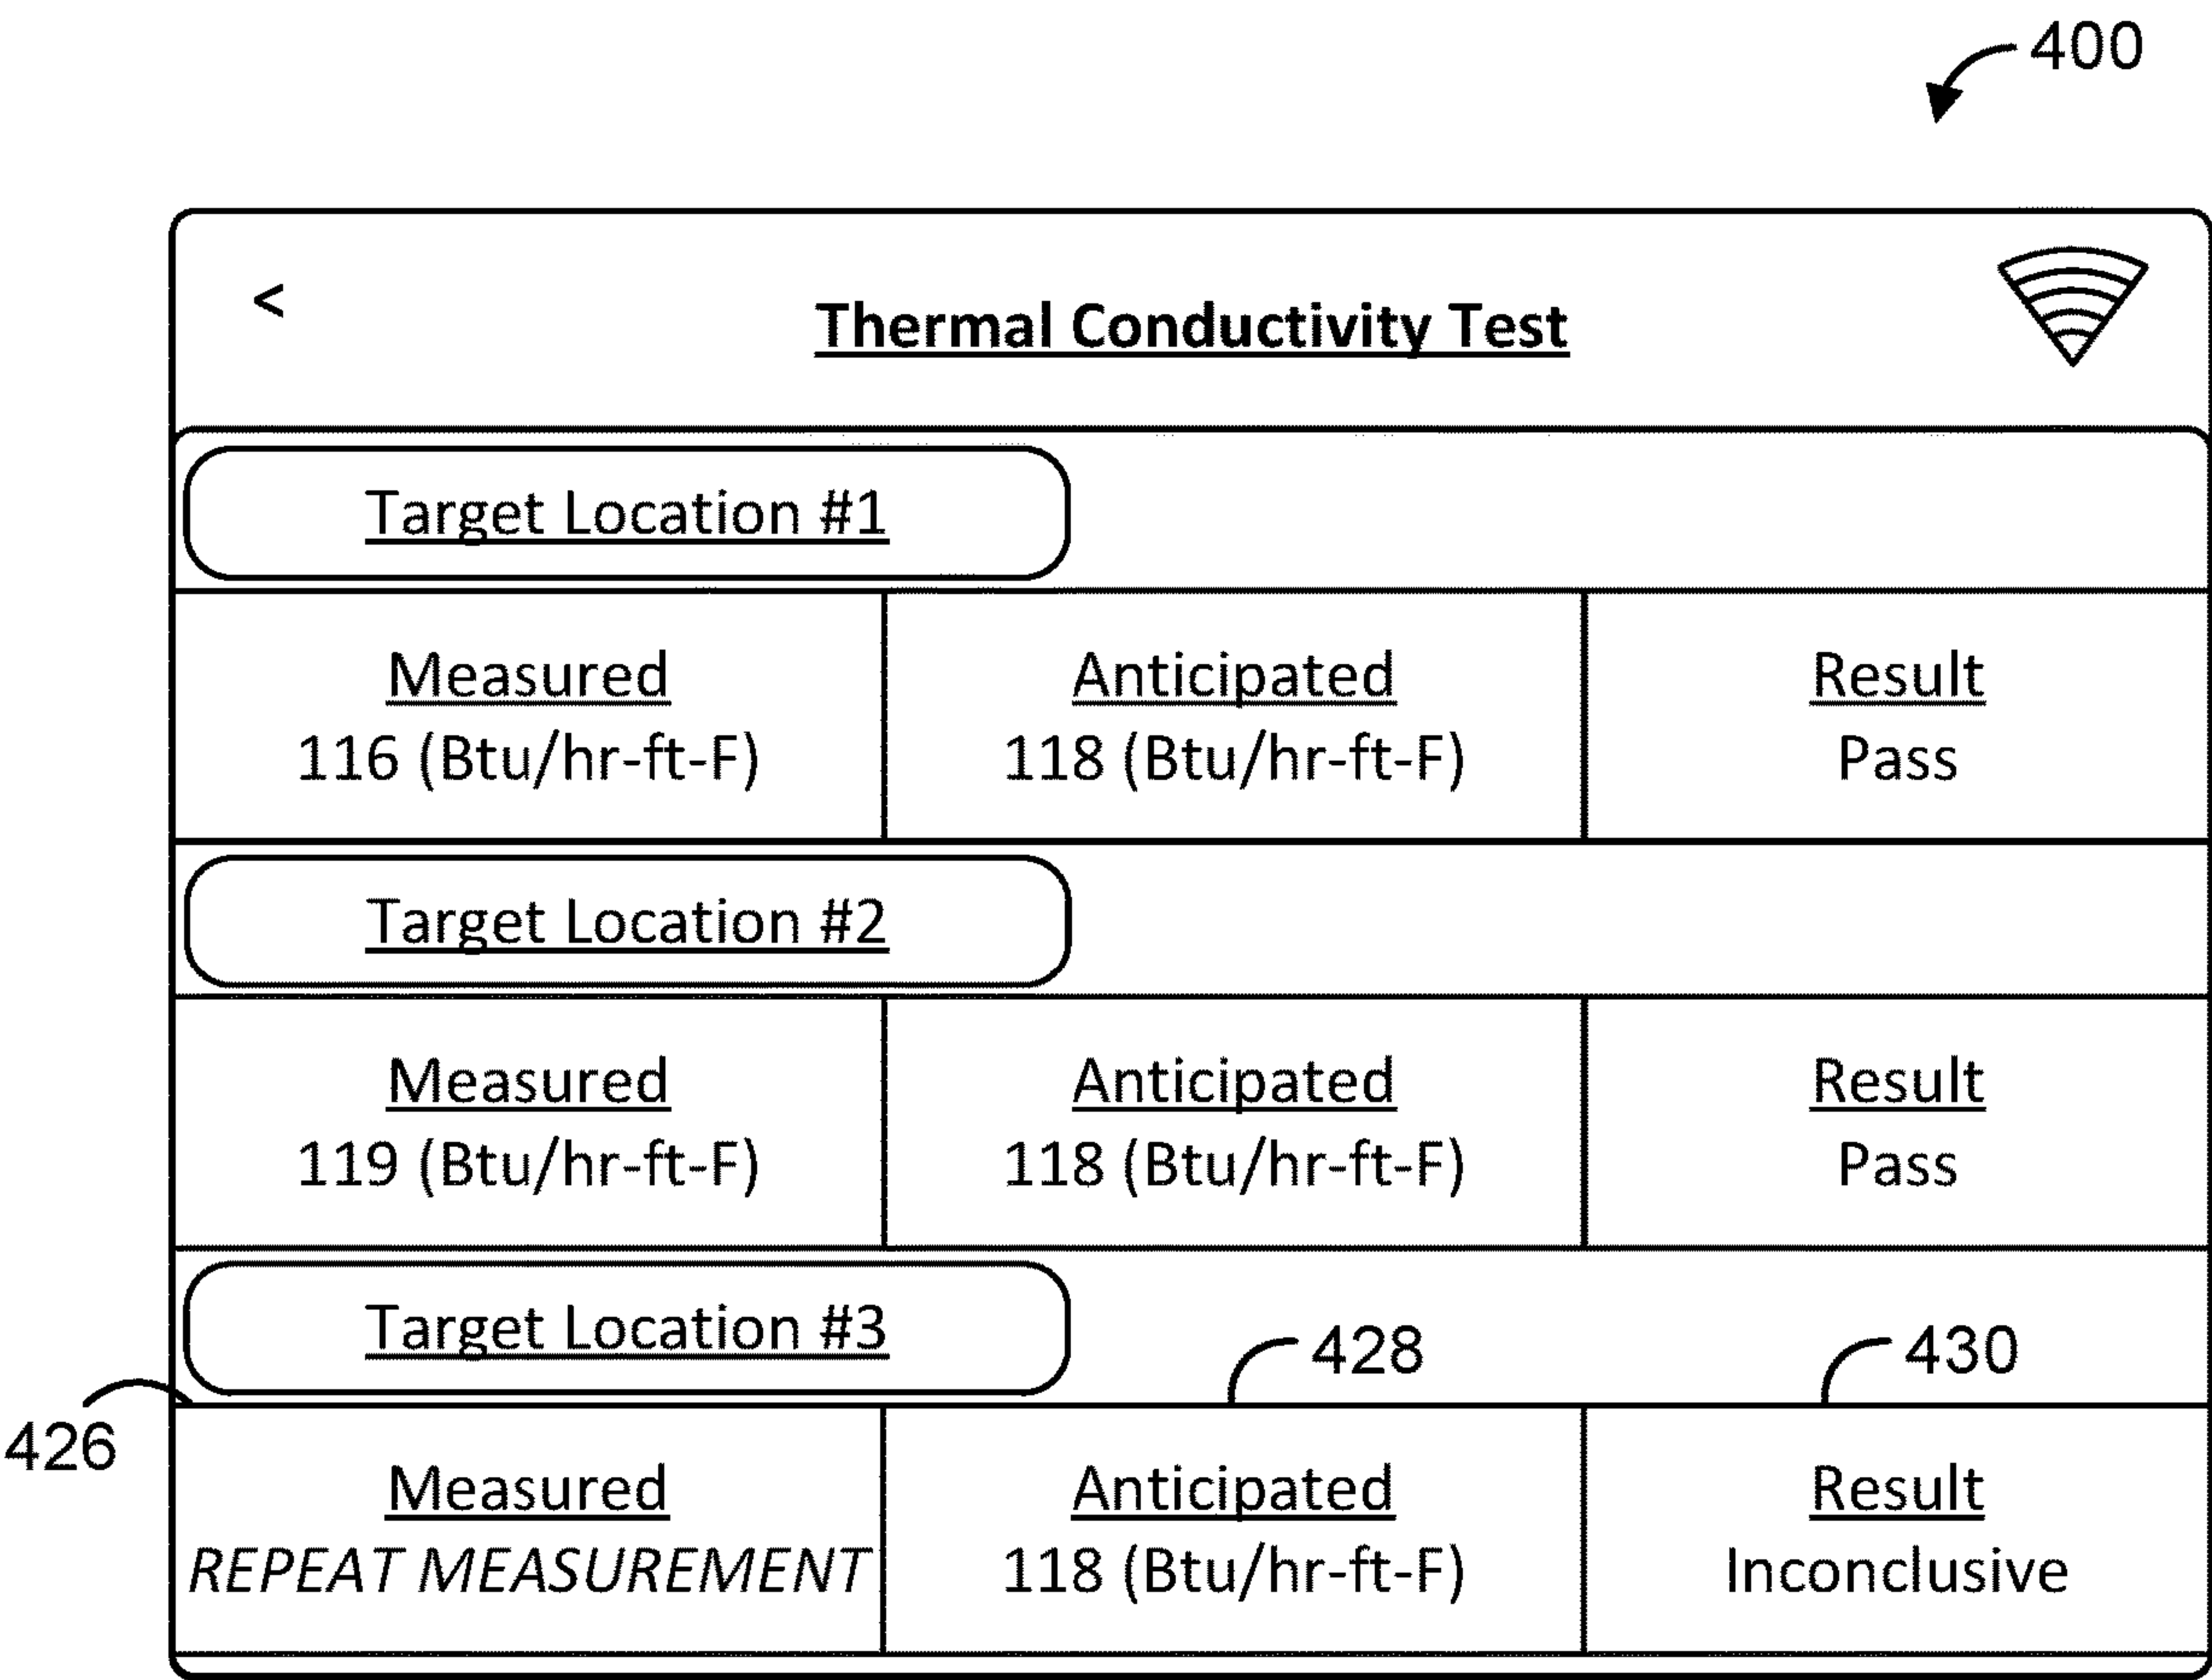 400
<
Thermal Conductivity Test
Target Location #1
Measured
Anticipated
Result
116 (Btu/hr-ft-F)
118 (Btu/hr-ft-F)
Pass
Target Location #2
Measured
Anticipated
Result
119 (Btu/hr-ft-F)
118 (Btu/hr-ft-F)
Pass
Target Location #3
428
430
426
Measured
Anticipated
Result
REPEAT MEASUREMENT
118 (Btu/hr-ft-F)
Inconclusive